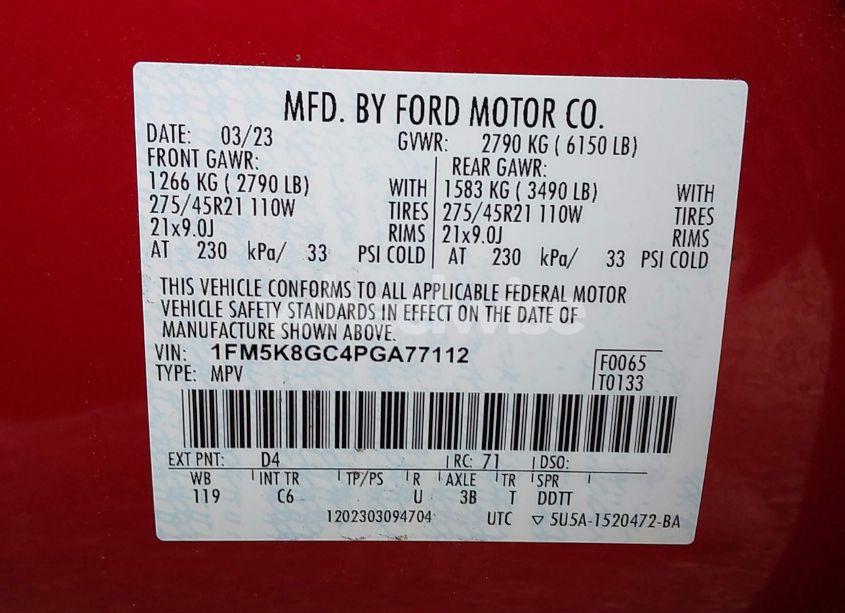 MFD. BY FORD MOTOR CO.
DATE: 03/23 GVWR: 2790 KG ( 6150 LB)
FRONT GAWR: REAR GAWR:
1266 KG ( 2790 LB) WITH 1583 KG ( 3490 LB) WITH
275/45R21 110W TIRES 275/45R21 110W TIRES
21x9.0J RIMS 21x9.0J RIMS
AT 230 kPa/ 33 PSI COLD AT 230 kPa/ 33 PSI COLD
THIS VEHICLE CONFORMS TO ALL APPLICABLE FEDERAL MOTOR
VEHICLE SAFETY STANDARDS IN EFFECT ON THE DATE OF
MANUFACTURE SHOWN ABOVE.
VIN: 1FM5K8GC4PGA77112 F0065
TYPE: MPV T0133
EXT PNT: D4 RC: 71 DSO:
WB INT TR TP/PS R AXLE TR SPR
119 C6 U 3B T DDTT
1202303094704 UTC ▽ 5U5A-1520472-BA